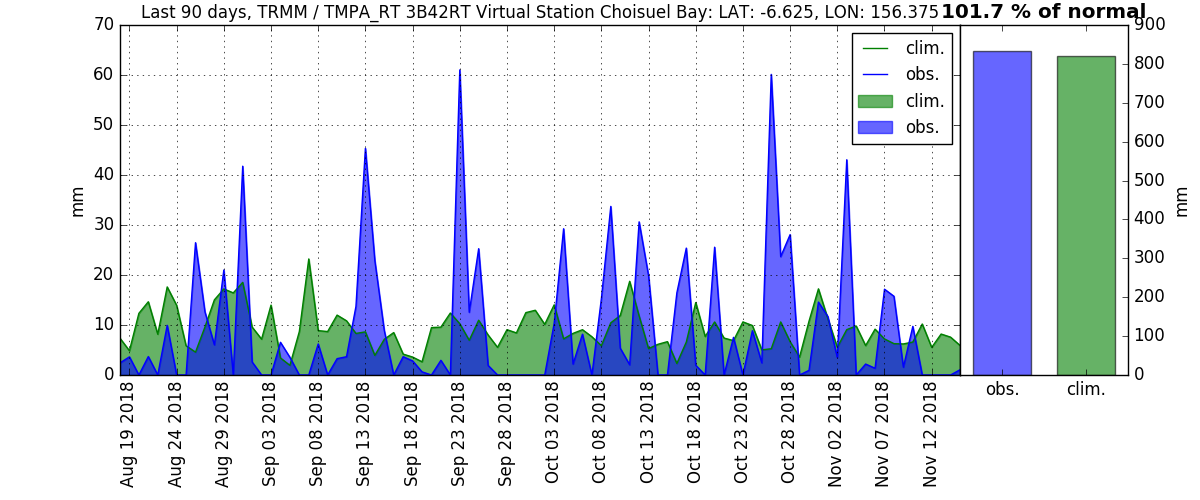 Last 90 days, TRMM / TMPA_RT 3B42RT Virtual Station Choisuel Bay: LAT: -6.625, LON: 156.375
101.7 % of normal
70
60
50
40
30
20
10
0
mm
clim.
obs.
clim.
obs.
900
800
700
600
500
400
300
200
100
0
mm
obs.
clim.
Aug 19 2018
Aug 24 2018
Aug 29 2018
Sep 03 2018
Sep 08 2018
Sep 13 2018
Sep 18 2018
Sep 23 2018
Sep 28 2018
Oct 03 2018
Oct 08 2018
Oct 13 2018
Oct 18 2018
Oct 23 2018
Oct 28 2018
Nov 02 2018
Nov 07 2018
Nov 12 2018